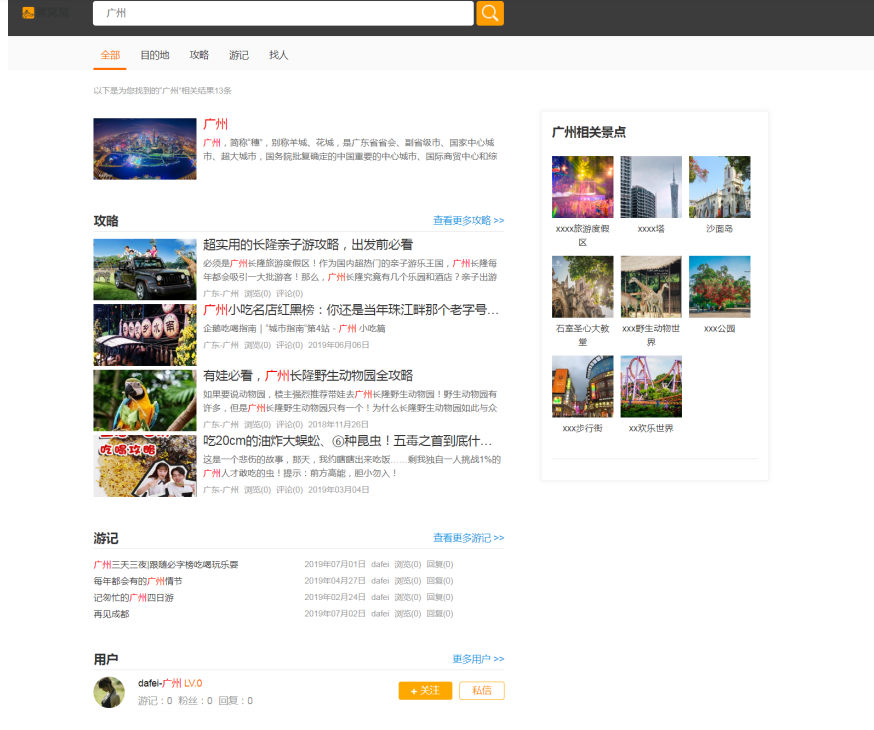 广州
全部 目的地 攻略 游记 找人
以下是为您找到的"广州"相关结果13条
广州
广州，简称"穗"，别称羊城、花城，是广东省省会、副省级市、国家中心城
市、超大城市，国务院批复确定的中国重要的中心城市、国际商贸中心和综
攻略 查看更多攻略 >>
超实用的长隆亲子游攻略，出发前必看
必须是广州长隆旅游度假区！作为国内超热门的亲子游乐王国，广州长隆每
年都会吸引一大批游客！那么，广州长隆究竟有几个乐园和酒店？亲子出游
广东-广州 浏览(0) 评论(0)
广州小吃名店红黑榜：你还是当年珠江畔那个老字号…
企鹅吃喝指南｜"城市指南"第4站 - 广州 小吃篇
广东-广州 浏览(0) 评论(0) 2019年06月06日
有娃必看，广州长隆野生动物园全攻略
如果要说动物园，楼主强烈推荐带娃去广州长隆野生动物园！野生动物园有
许多，但是广州长隆野生动物园只有一个！为什么长隆野生动物园如此与众
广东-广州 浏览(0) 评论(0) 2018年11月26日
吃喝攻略
吃20cm的油炸大蜈蚣、⑥种昆虫！五毒之首到底什…
这是一个悲伤的故事，那天，我约瞎瞎出来吃饭……剩我独自一人挑战1%的
广州人才敢吃的虫！提示：前方高能，胆小勿入！
广东-广州 浏览(0) 评论(0) 2019年03月04日
游记 查看更多游记 >>
广州三天三夜|跟随必字榜吃喝玩乐耍 2019年07月01日 dafei 浏览(0) 回复(0)
每年都会有的广州情节 2019年04月27日 dafei 浏览(0) 回复(0)
记匆忙的广州四日游 2019年02月24日 dafei 浏览(0) 回复(0)
再见成都 2019年07月02日 dafei 浏览(0) 回复(0)
用户 更多用户 >>
dafei-广州 LV.0
+ 关注 私信
游记：0 粉丝：0 回复：0
广州相关景点
xxxx旅游度假
区
xxxx塔
沙面岛
石室圣心大教
堂
xxx野生动物世
界
xxx公园
xxx步行街
xx欢乐世界